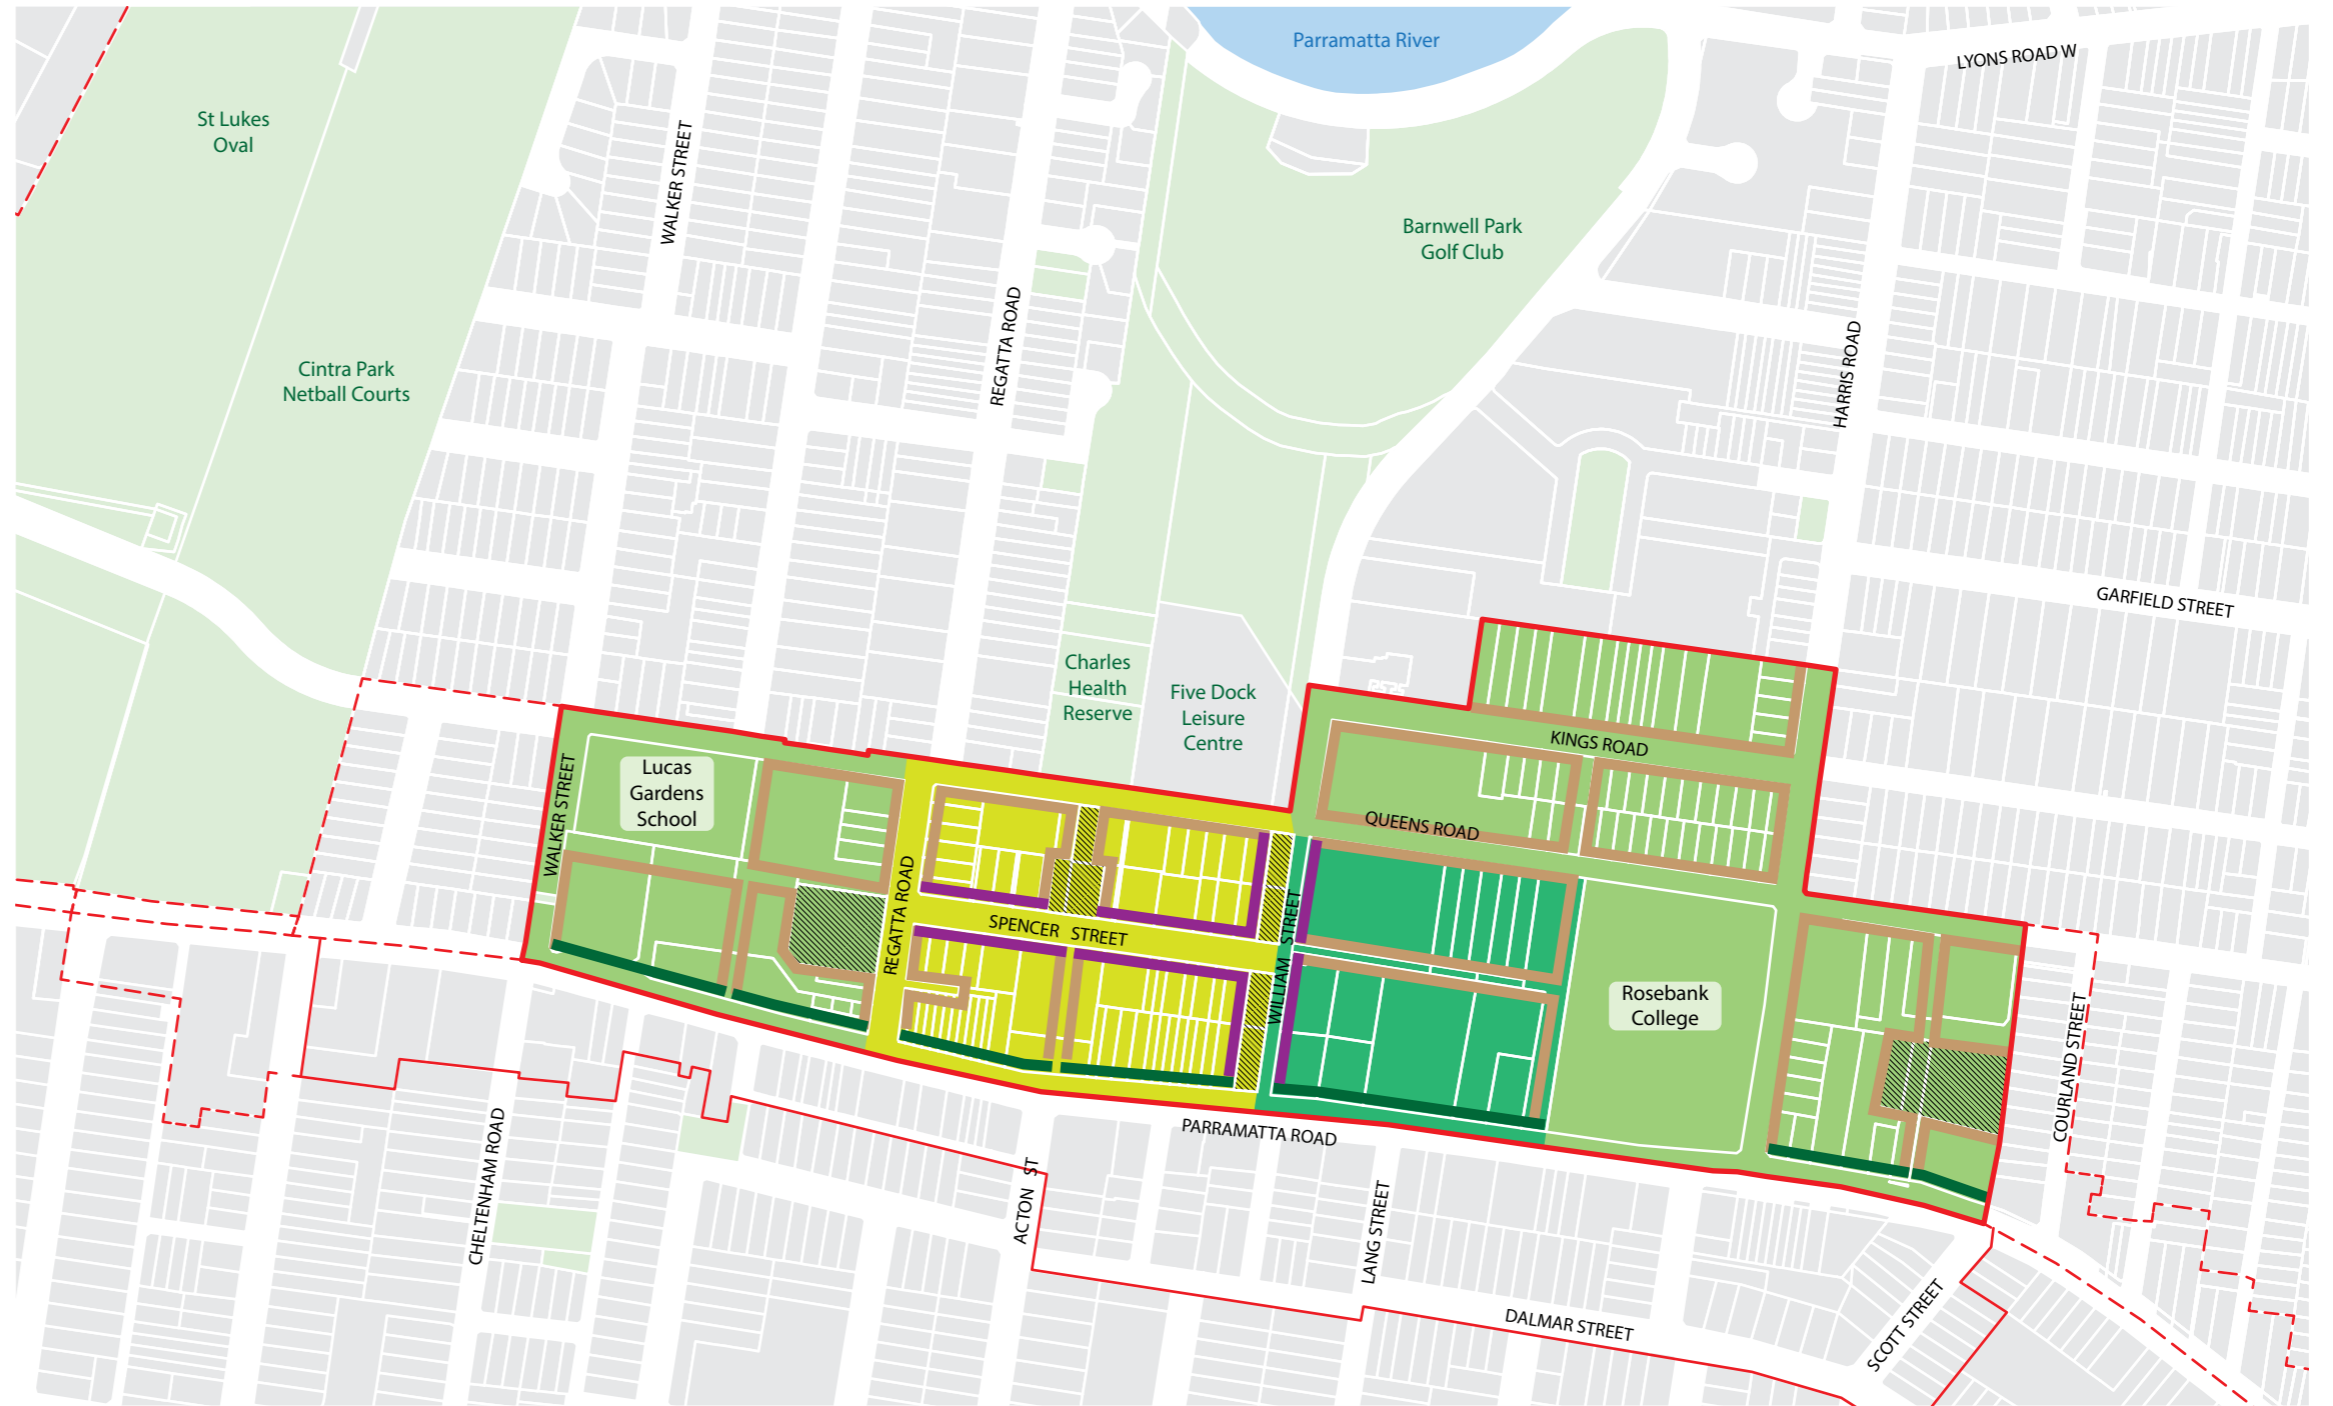 Parramatta River
LYONS ROAD W
St Lukes
Oval
WALKER STREET
Barnwell Park
Golf Club
REGATTA ROAD
HARRIS ROAD
Cintra Park
Netball Courts
GARFIELD STREET
Charles
Health
Reserve
Five Dock
Leisure
Centre
KINGS ROAD
WALKER STREET
Lucas
Gardens
School
QUEENS ROAD
REGATTA ROAD
SPENCER STREET
WILLIAM STREET
Rosebank
College
COURLAND STREET
PARRAMATTA ROAD
CHELTENHAM ROAD
ACTON ST
LANG STREET
DALMAR STREET
SCOTT STREET